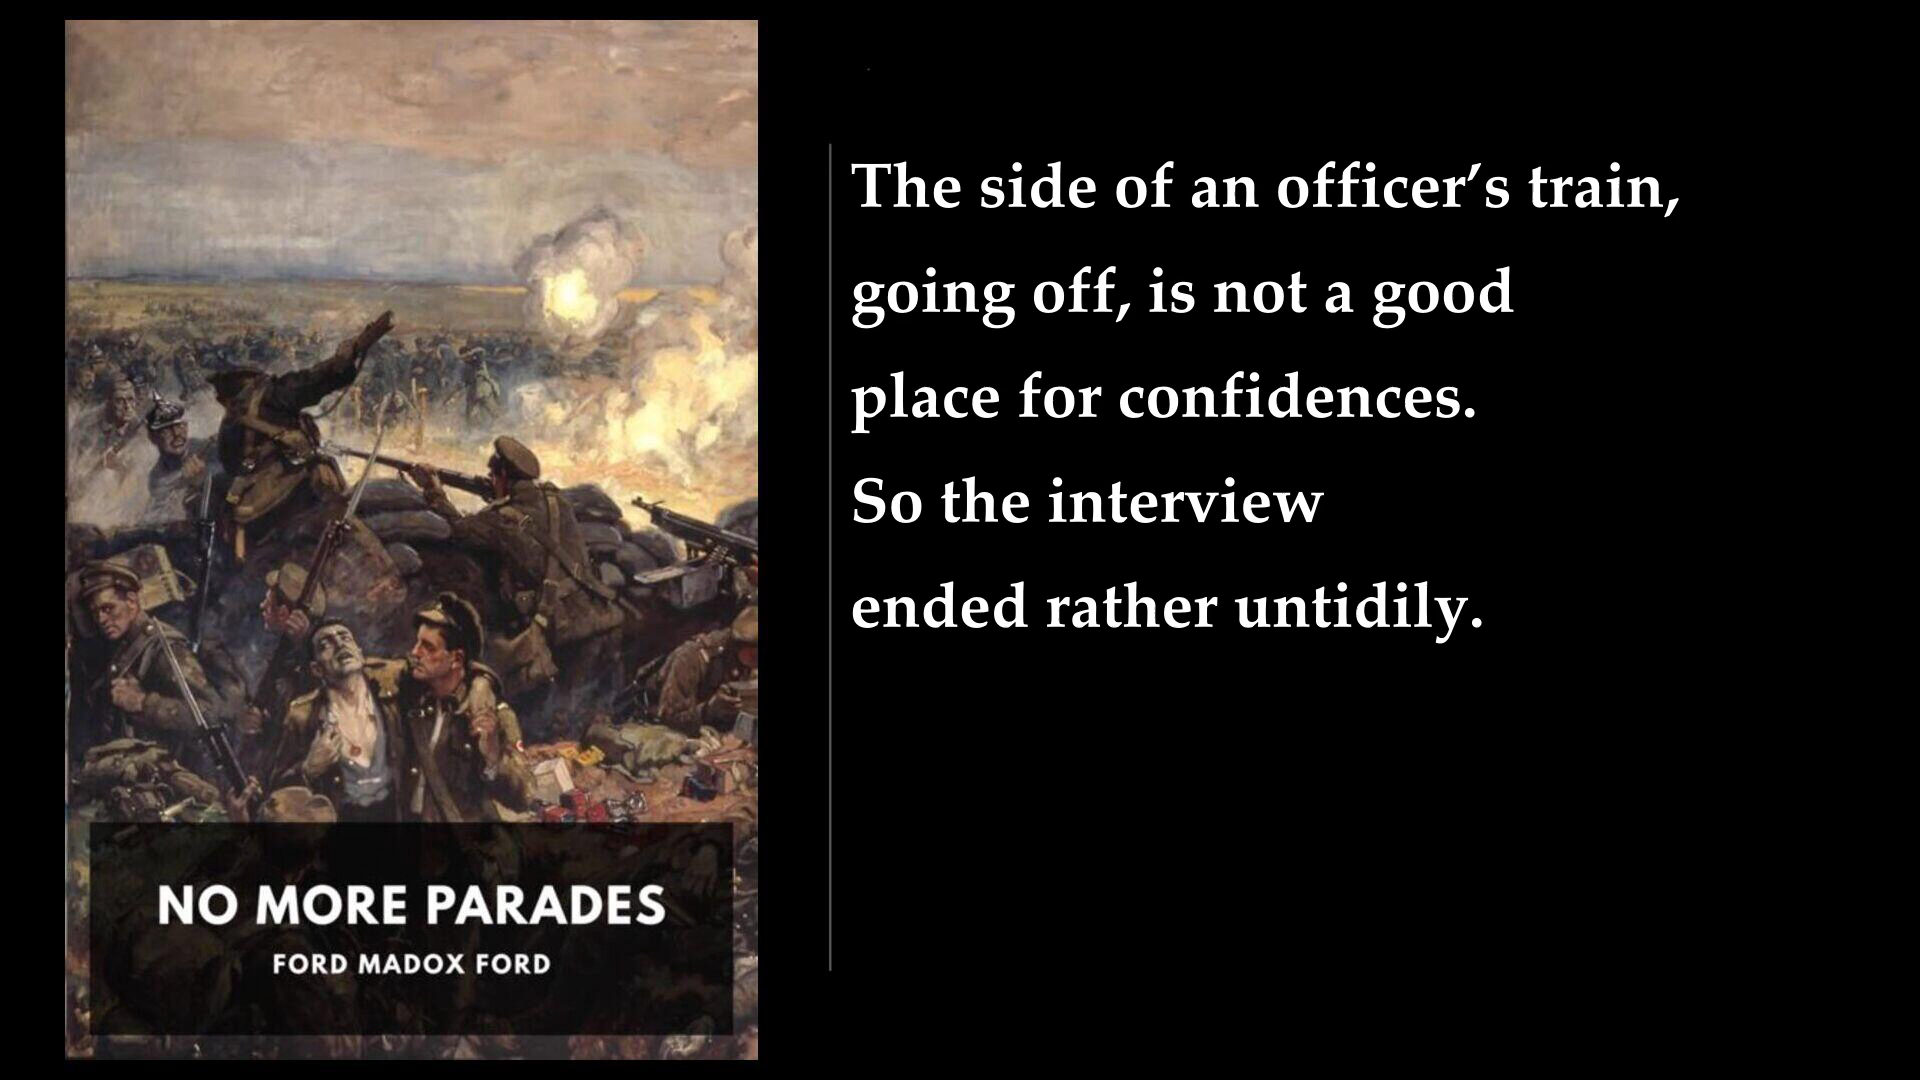 The side of an officer’s train,
going off, is not a good
place for confidences.
So the interview
ended rather untidily.
NO MORE PARADES
FORD MADOX FORD